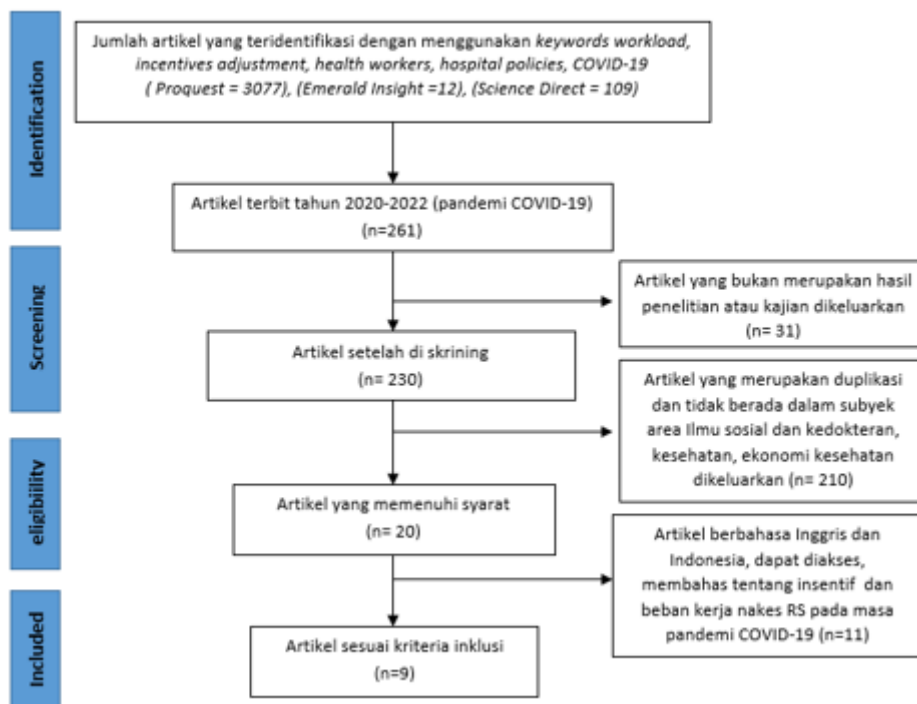 Identification
Jumlah artikel yang teridentifikasi dengan menggunakan keywords workload,
incentives adjustment, health workers, hospital policies, COVID-19
( Proquest = 3077), (Emerald Insight =12), (Science Direct = 109)
Artikel terbit tahun 2020-2022 (pandemi COVID-19)
(n=261)
Screening
Artikel yang bukan merupakan hasil
penelitian atau kajian dikeluarkan
(n= 31)
Artikel setelah di skrining
(n= 230)
Artikel yang merupakan duplikasi
dan tidak berada dalam subyek
area Ilmu sosial dan kedokteran,
kesehatan, ekonomi kesehatan
dikeluarkan (n= 210)
eligibiility
Artikel yang memenuhi syarat
(n= 20)
Artikel berbahasa Inggris dan
Indonesia, dapat diakses,
membahas tentang insentif dan
beban kerja nakes RS pada masa
pandemi COVID-19 (n=11)
Included
Artikel sesuai kriteria inklusi
(n=9)